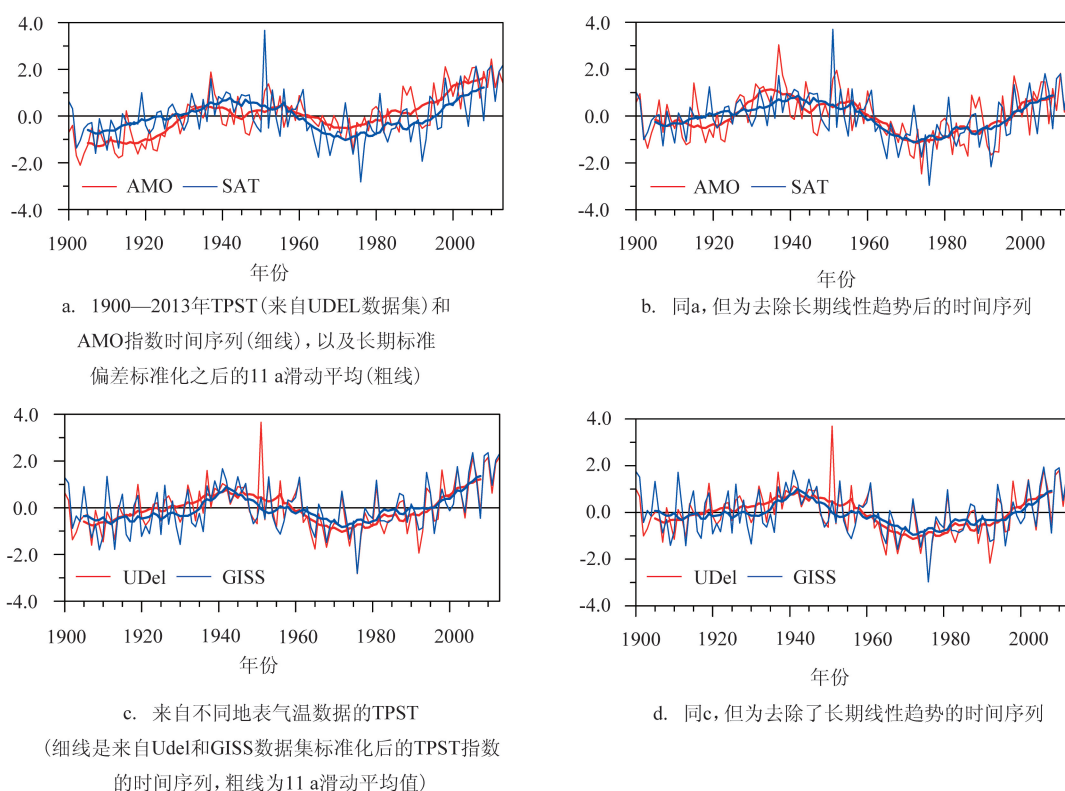 4.0
2.0
0.0
-2.0
-4.0
AMO SAT
1900 1920 1940 1960 1980 2000
年份
a. 1900—2013年TPST(来自UDEL数据集)和
AMO指数时间序列(细线),以及长期标准
偏差标准化之后的11 a滑动平均(粗线)
4.0
2.0
0.0
-2.0
-4.0
AMO SAT
1900 1920 1940 1960 1980 2000
年份
b. 同a,但为去除长期线性趋势后的时间序列
4.0
2.0
0.0
-2.0
-4.0
UDel GISS
1900 1920 1940 1960 1980 2000
年份
c. 来自不同地表气温数据的TPST
(细线是来自Udel和GISS数据集标准化后的TPST指数
的时间序列,粗线为11 a滑动平均值)
4.0
2.0
0.0
-2.0
-4.0
UDel GISS
1900 1920 1940 1960 1980 2000
年份
d. 同c,但为去除了长期线性趋势的时间序列